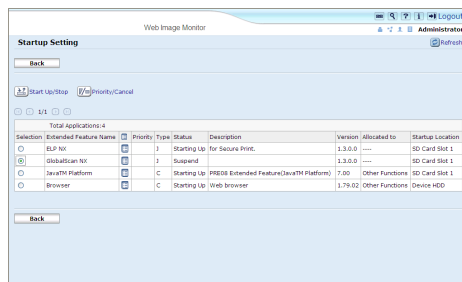 Logout
Web Image Monitor
Administrator
Startup Setting
Refresh
Back
Start Up/Stop Priority/Cancel
1/1
Total Applications:4
Selection Extended Feature Name Priority Type Status Description Version Allocated to Startup Location
ELP NX J Starting Up for Secure Print. 1.3.0.0 ---- SD Card Slot 1
GlobalScan NX J Suspend 1.3.0.0 ---- SD Card Slot 1
JavaTM Platform C Starting Up PRE08 Extended Feature(JavaTM Platform) 7.00 Other Functions SD Card Slot 1
Browser C Starting Up Web browser 1.79.02 Other Functions Device HDD
Back